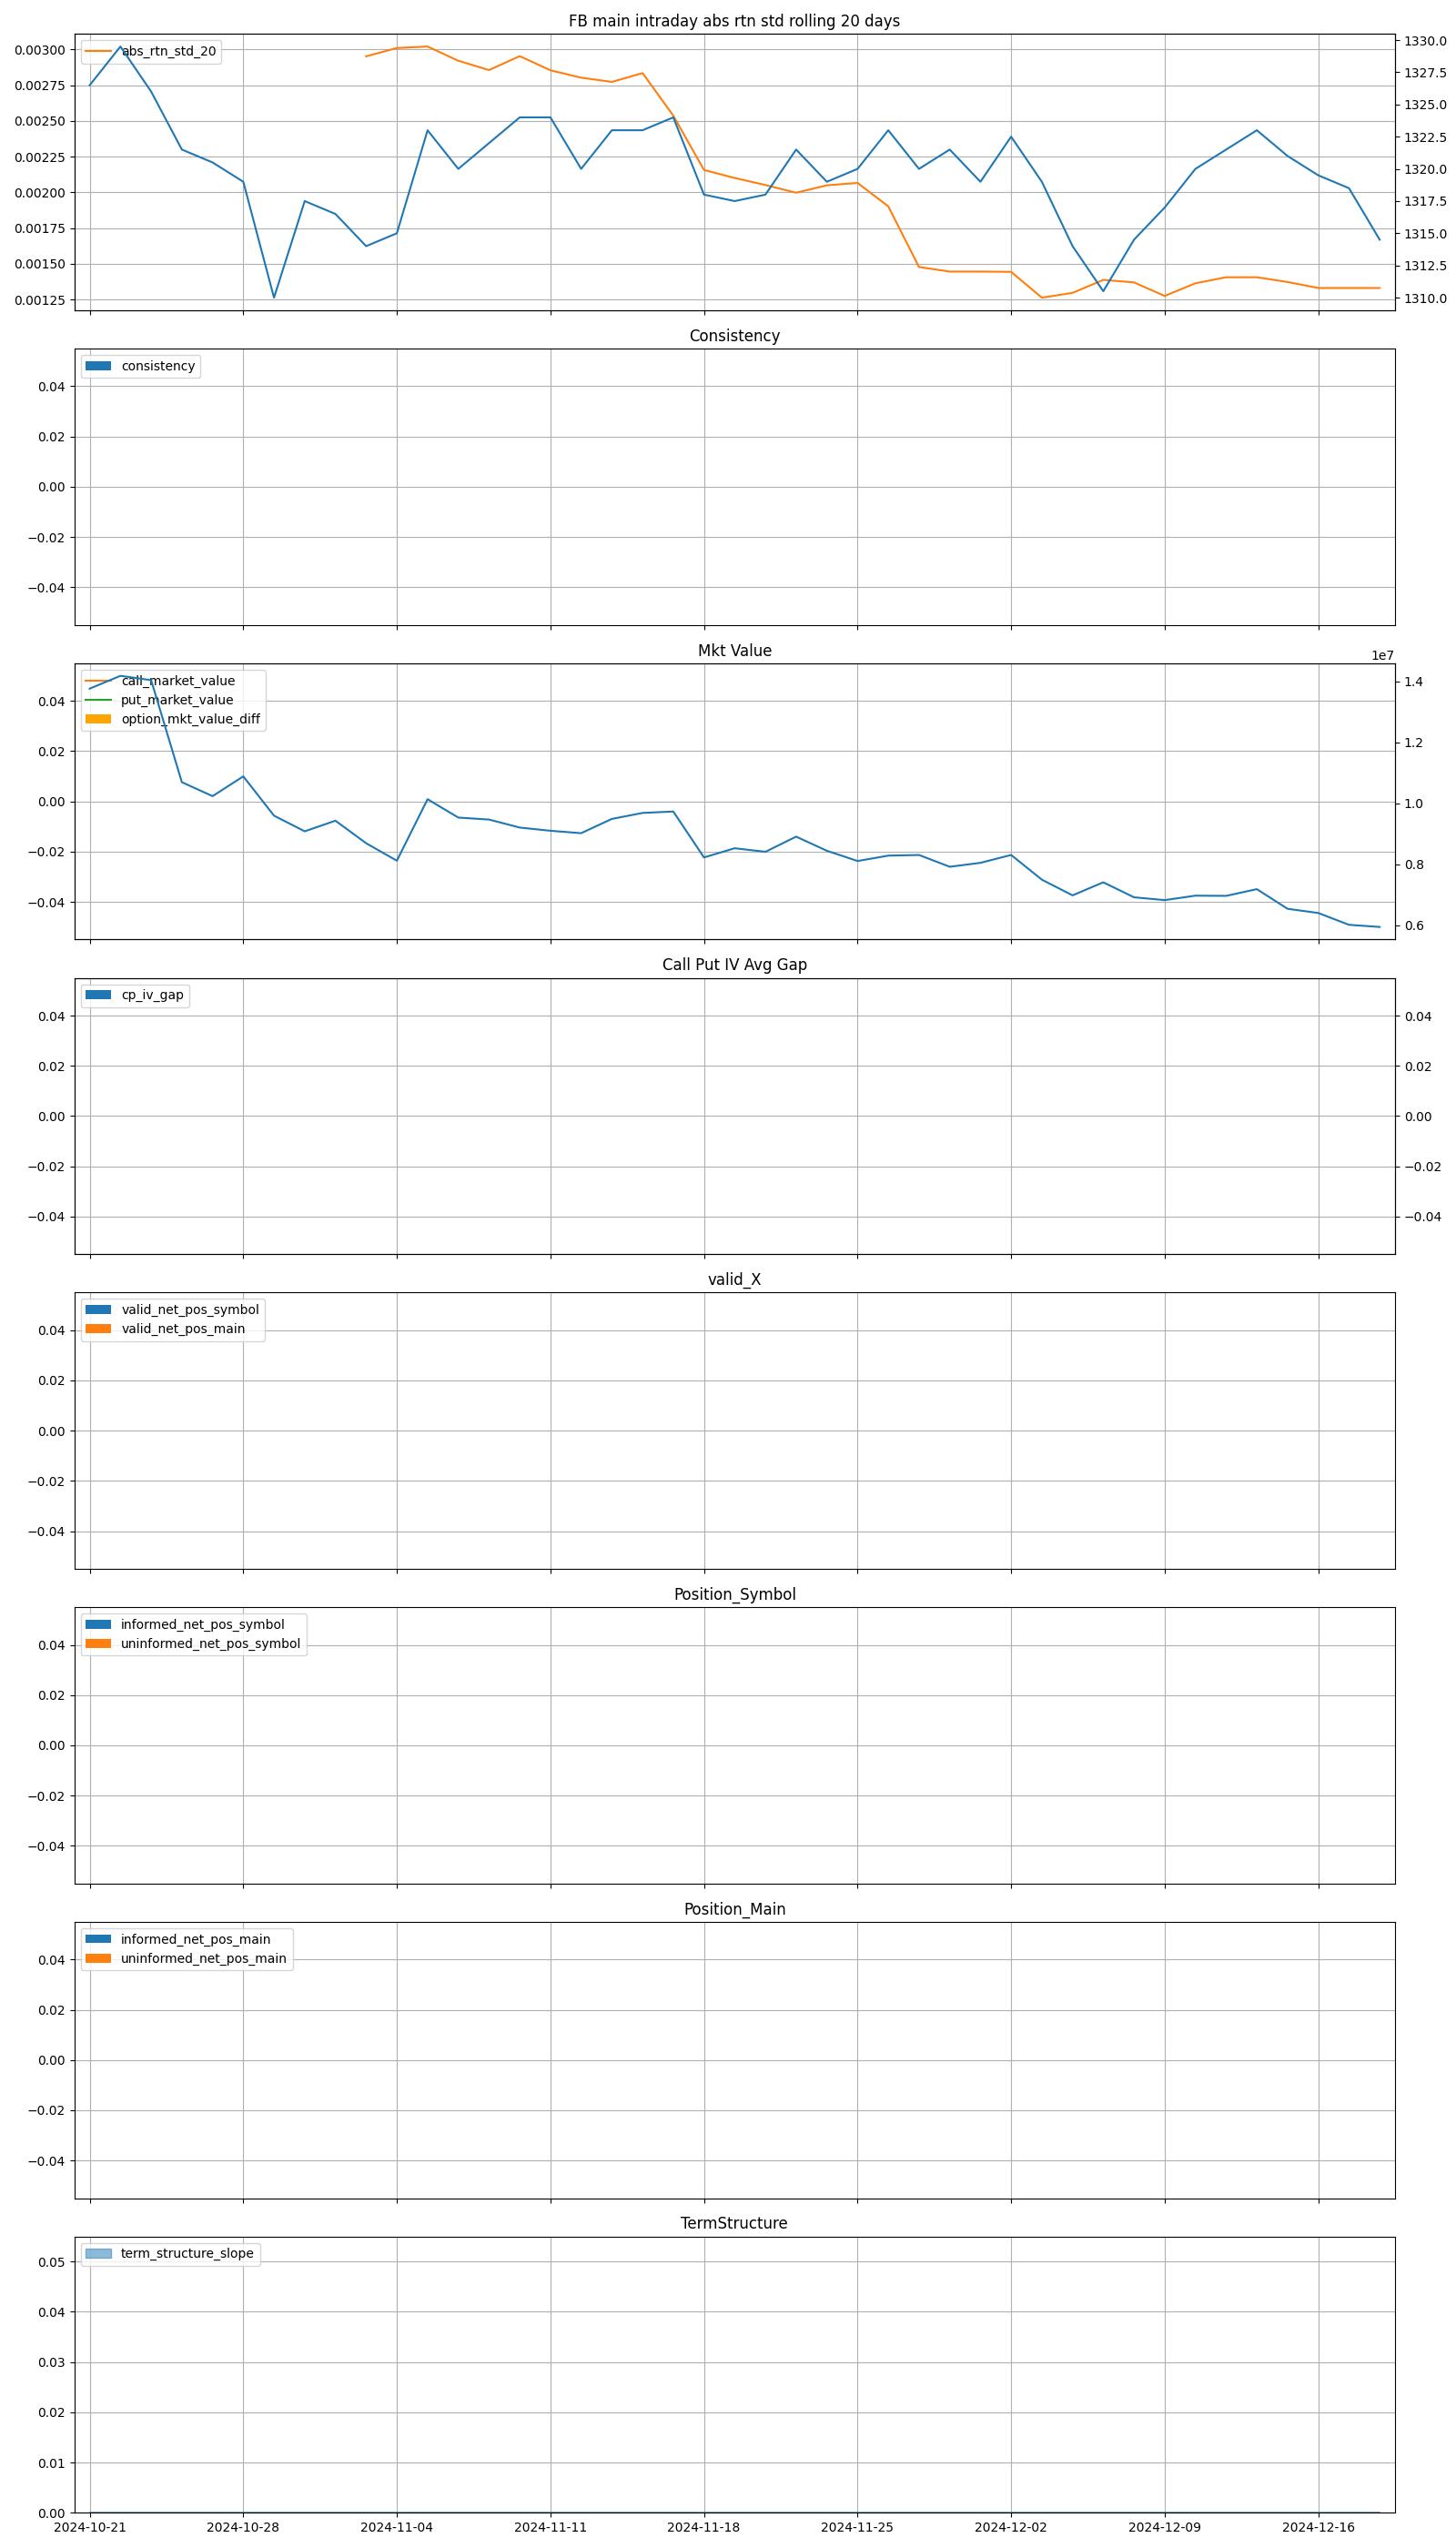 FB main intraday abs rtn std rolling 20 days
abs_rtn_std_20
0.00300
0.00275
0.00250
0.00225
0.00200
0.00175
0.00150
0.00125
1330.0
1327.5
1325.0
1322.5
1320.0
1317.5
1315.0
1312.5
1310.0
Consistency
consistency
0.04
0.02
0.00
−0.02
−0.04
Mkt Value
1e7
call_market_value
put_market_value
option_mkt_value_diff
0.04
0.02
0.00
−0.02
−0.04
1.4
1.2
1.0
0.8
0.6
Call Put IV Avg Gap
cp_iv_gap
0.04
0.02
0.00
−0.02
−0.04
0.04
0.02
0.00
−0.02
−0.04
valid_X
valid_net_pos_symbol
valid_net_pos_main
0.04
0.02
0.00
−0.02
−0.04
Position_Symbol
informed_net_pos_symbol
uninformed_net_pos_symbol
0.04
0.02
0.00
−0.02
−0.04
Position_Main
informed_net_pos_main
uninformed_net_pos_main
0.04
0.02
0.00
−0.02
−0.04
TermStructure
term_structure_slope
0.05
0.04
0.03
0.02
0.01
0.00
2024-10-21 2024-10-28 2024-11-04 2024-11-11 2024-11-18 2024-11-25 2024-12-02 2024-12-09 2024-12-16